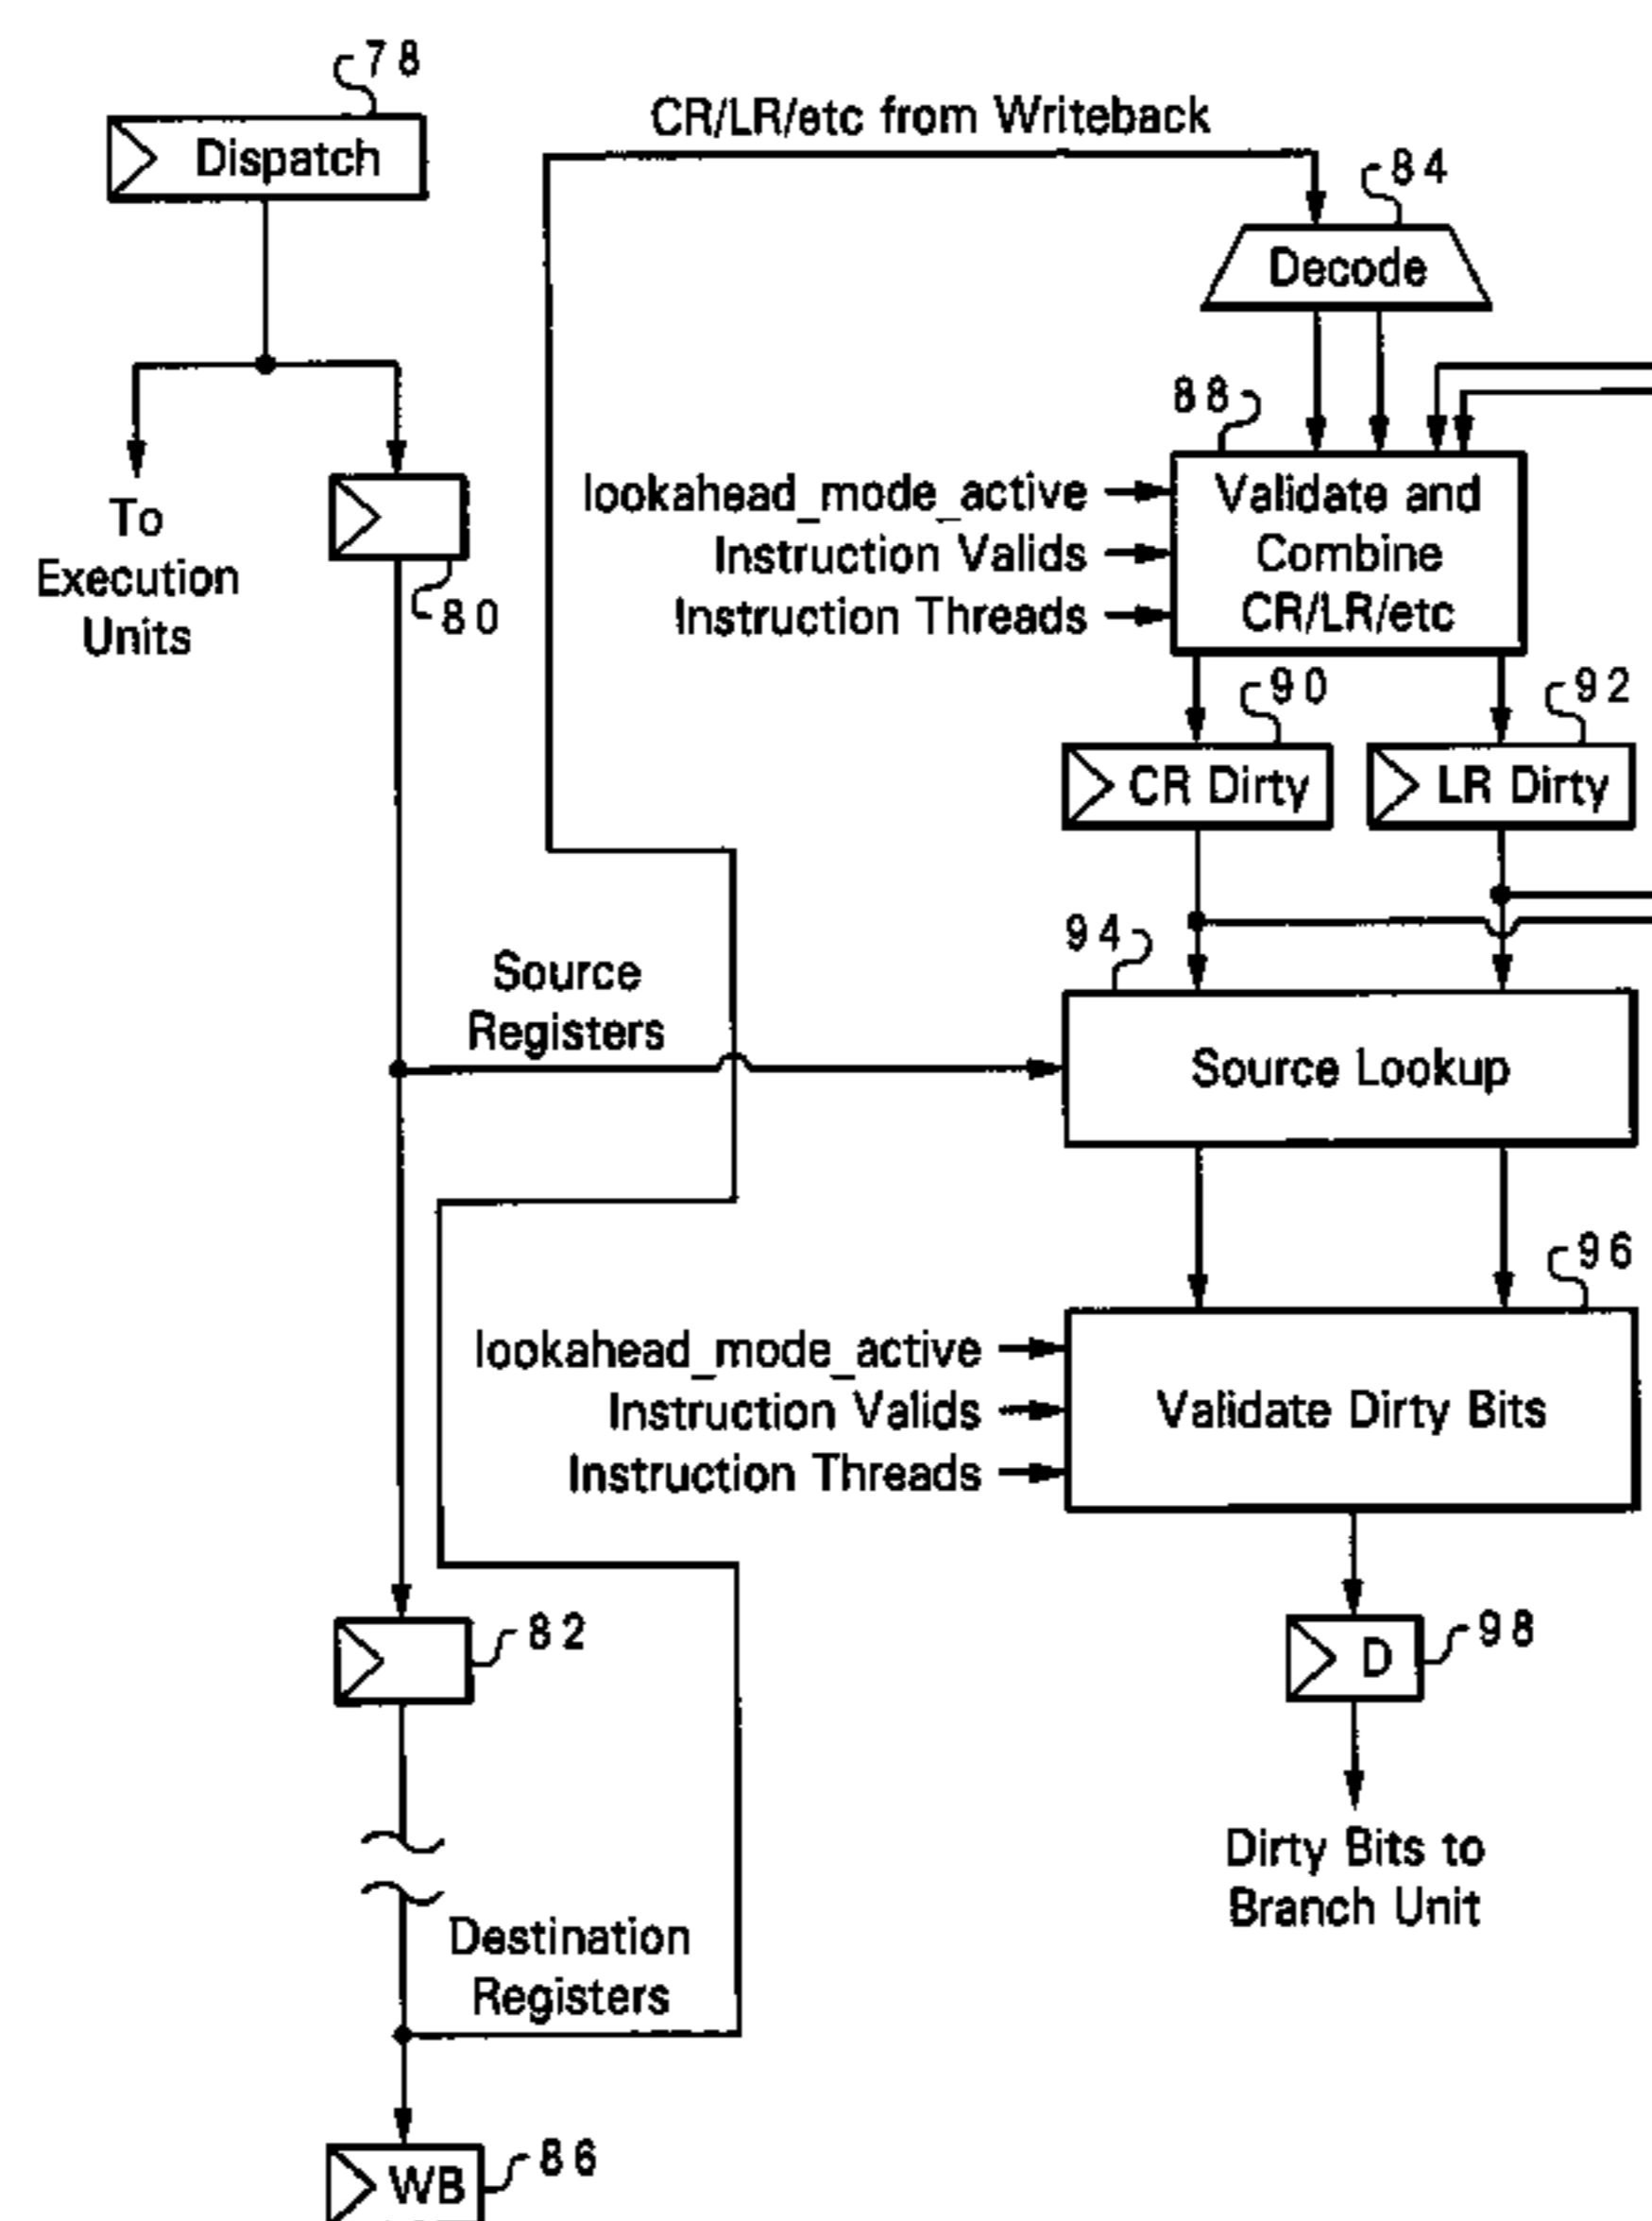 78
Dispatch
CR/LR/etc from Writeback
84
Decode
88
To
Execution
Units
80
lookahead_mode_active
Instruction Valids
Instruction Threads
Validate and
Combine
CR/LR/etc
90
92
CR Dirty
LR Dirty
94
Source
Registers
Source Lookup
96
lookahead_mode_active
Instruction Valids
Instruction Threads
Validate Dirty Bits
82
D
98
Dirty Bits to
Branch Unit
Destination
Registers
WB
86